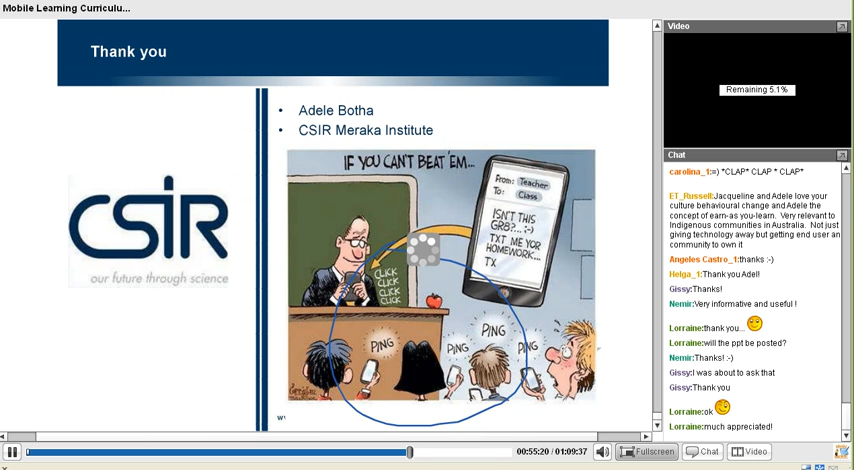 Mobile Learning Curriculu...
Thank you
• Adele Botha
• CSIR Meraka Institute
CSIR
our future through science
IF YOU CAN'T BEAT 'EM...
From: Teacher
To: Class
ISN'T THIS
GR8?...:-)
TXT ME YOR
HOMEWORK...
TX
CLICK
CLICK
CLICK
CLICK
PING
PING
PING
PING
Video
Remaining 5.1%
Chat
carolina_1:=) *CLAP* CLAP * CLAP*
ET_Russell:Jacqueline and Adele love your
culture behavioural change and Adele the
concept of earn-as you-learn. Very relevant to
Indigenous communities in Australia. Not just
giving technology away but getting end user an
community to own it
Angeles Castro_1:thanks :-)
Helga_1:Thank you Adel!
Gissy:Thanks!
Nemir:Very informative and useful !
Lorraine:thank you...
Lorraine:will the ppt be posted?
Nemir:Thanks! :-)
Gissy:I was about to ask that
Gissy:Thank you
Lorraine:ok
Lorraine:much appreciated!
00:55:20 / 01:09:37
Fullscreen
Chat
Video